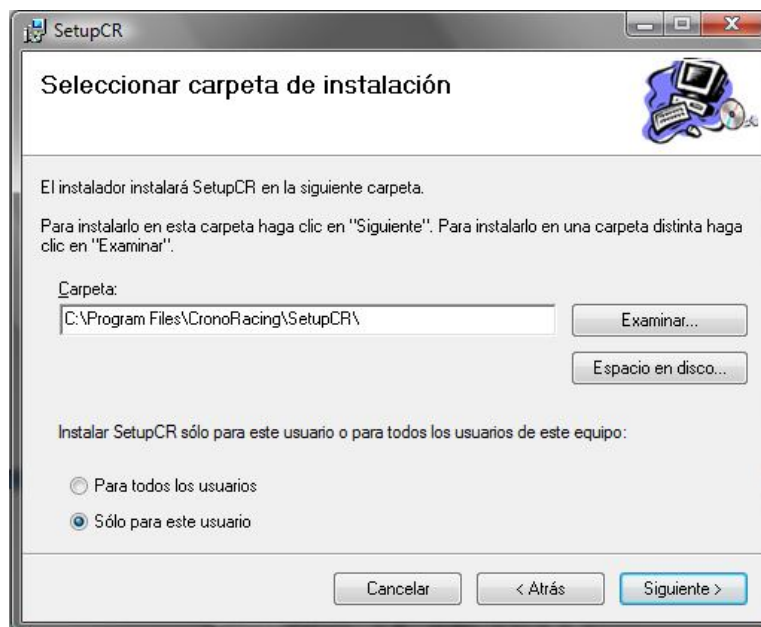 SetupCR
Seleccionar carpeta de instalación
El instalador instalará SetupCR en la siguiente carpeta.
Para instalarlo en esta carpeta haga clic en "Siguiente". Para instalarlo en una carpeta distinta haga
clic en "Examinar".
Carpeta:
C:\Program Files\CronoRacing\SetupCR\
Examinar...
Espacio en disco...
Instalar SetupCR sólo para este usuario o para todos los usuarios de este equipo:
Para todos los usuarios
Sólo para este usuario
Cancelar
< Atrás
Siguiente >